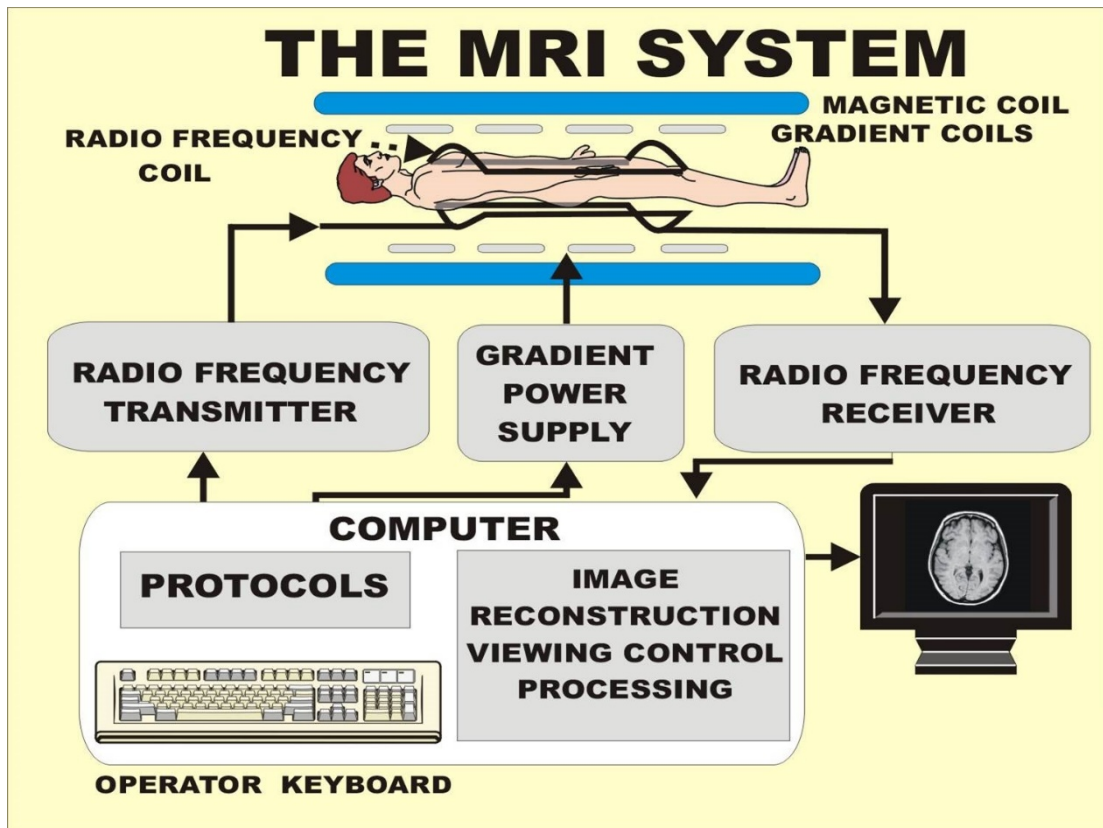 THE MRI SYSTEM
MAGNETIC COIL
GRADIENT COILS
RADIO FREQUENCY
COIL
RADIO FREQUENCY
TRANSMITTER
GRADIENT
POWER
SUPPLY
RADIO FREQUENCY
RECEIVER
COMPUTER
PROTOCOLS
IMAGE
RECONSTRUCTION
VIEWING CONTROL
PROCESSING
OPERATOR KEYBOARD